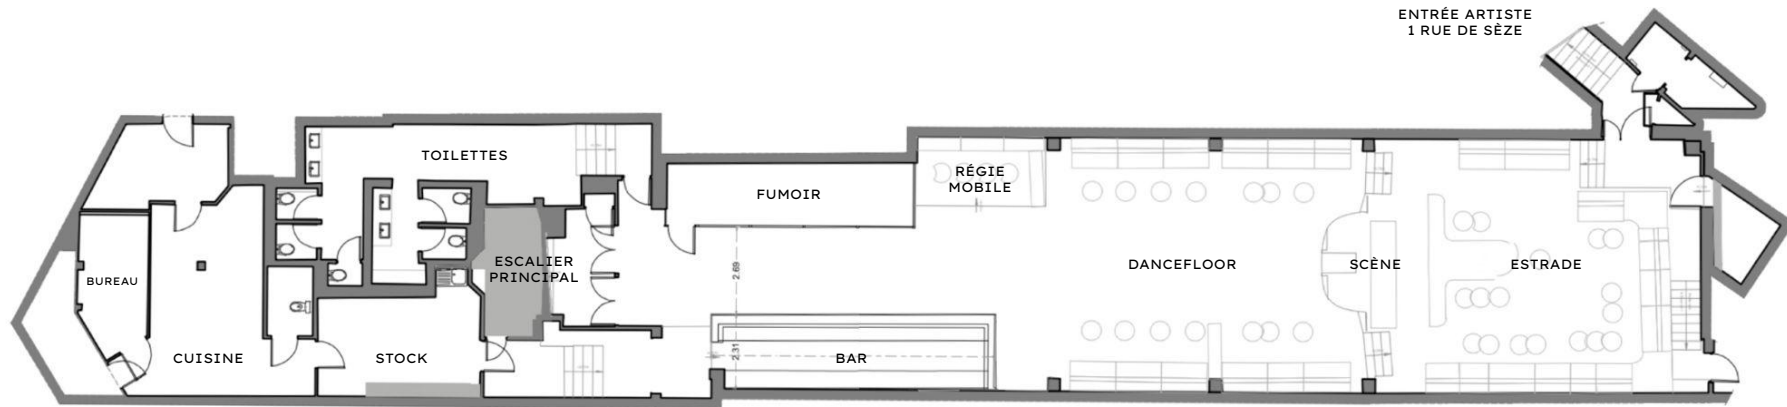 ENTRÉE ARTISTE
1 RUE DE SÈZE
TOILETTES
FUMOIR
RÉGIE
MOBILE
ESCALIER
PRINCIPAL
BUREAU
2.69
DANCEFLOOR
SCÈNE
ESTRADE
CUISINE
STOCK
2.31
BAR